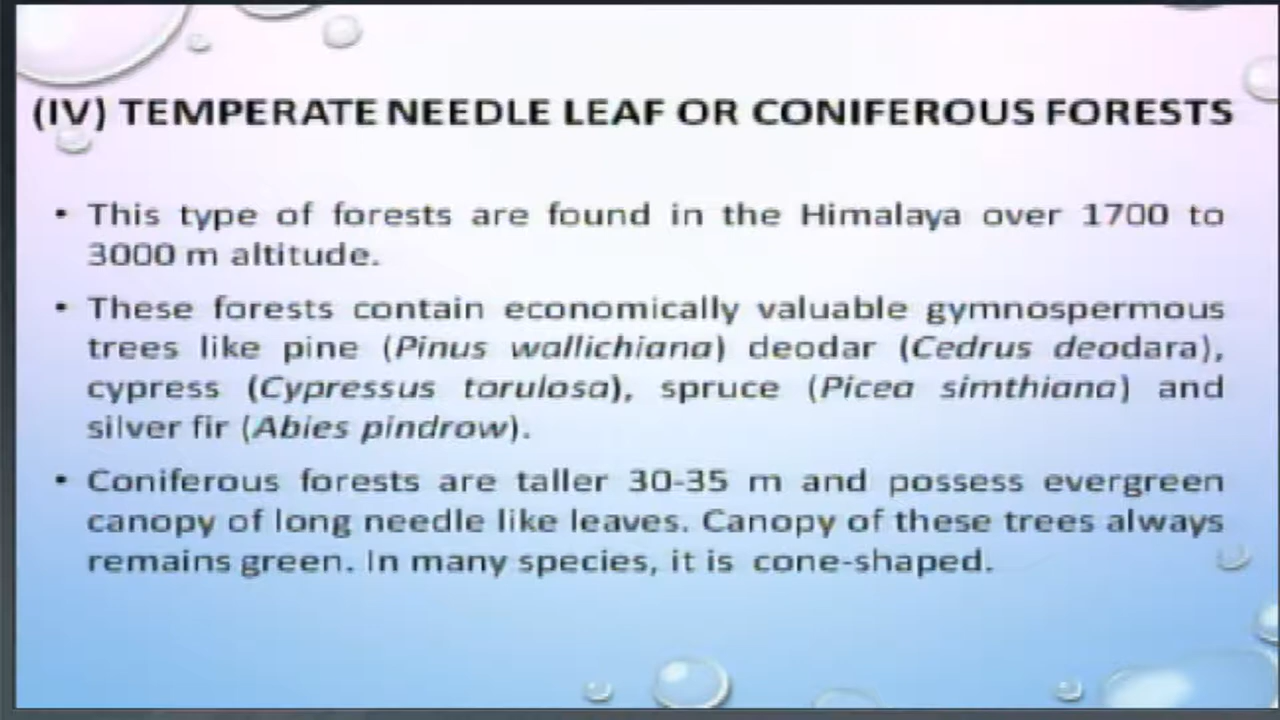 (IV) TEMPERATE NEEDLE LEAF OR CONIFEROUS FORESTS
• This type of forests are found in the Himalaya over 1700 to
3000 m altitude.
• These forests contain economically valuable gymnospermous
trees like pine (Pinus wallichiana) deodar (Cedrus deodara),
cypress (Cypressus torulosa), spruce (Picea simthiana) and
silver fir (Abies pindrow).
• Coniferous forests are taller 30-35 m and possess evergreen
canopy of long needle like leaves. Canopy of these trees always
remains green. In many species, it is cone-shaped.